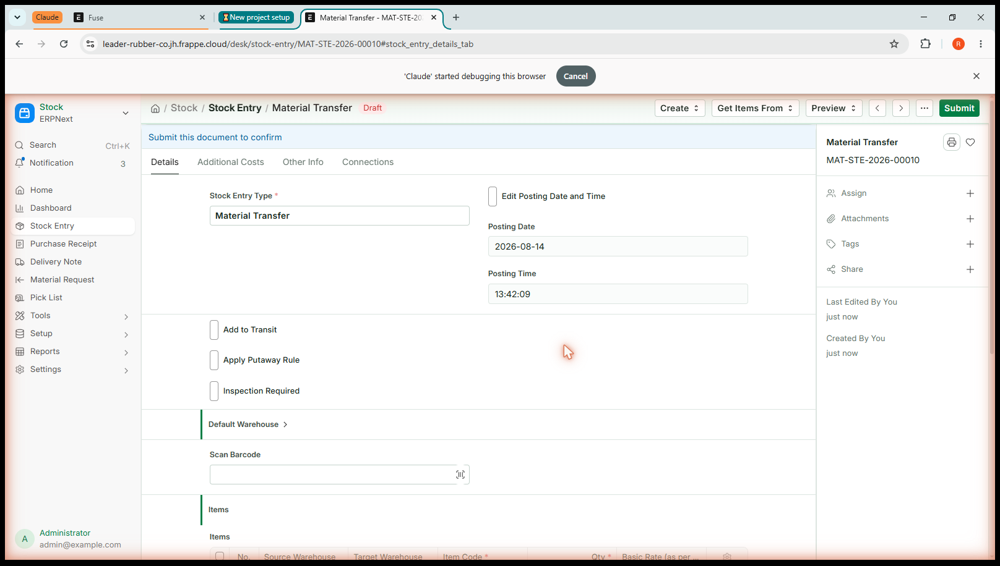 Claude
Fuse
New project setup
Material Transfer - MAT-STE-20
leader-rubber-co.jh.frappe.cloud/desk/stock-entry/MAT-STE-2026-00010#stock_entry_details_tab
R
'Claude' started debugging this browser
Cancel
Stock
ERPNext
/ Stock / Stock Entry / Material Transfer
Draft
Create
Get Items From
Preview
Submit
Search
Ctrl+K
Notification
3
Home
Dashboard
Stock Entry
Purchase Receipt
Delivery Note
Material Request
Pick List
Tools
Setup
Reports
Settings
Administrator
admin@example.com
A
Submit this document to confirm
Details
Additional Costs
Other Info
Connections
Stock Entry Type *
Material Transfer
Edit Posting Date and Time
Posting Date
2026-08-14
Posting Time
13:42:09
Add to Transit
Apply Putaway Rule
Inspection Required
Default Warehouse
Scan Barcode
Items
Items
No.
Source Warehouse
Target Warehouse
Item Code *
Qty *
Basic Rate (as per ...
Material Transfer
MAT-STE-2026-00010
Assign
Attachments
Tags
Share
Last Edited By You
just now
Created By You
just now